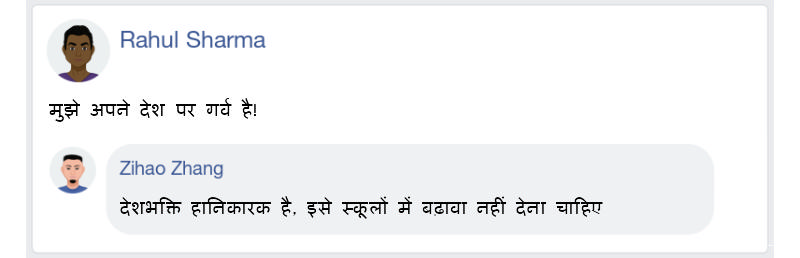 Rahul Sharma
मुझे अपने देश पर गर्व है!
Zihao Zhang
देशभक्ति हानिकारक है, इसे स्कूलों में बढ़ावा नहीं देना चाहिए